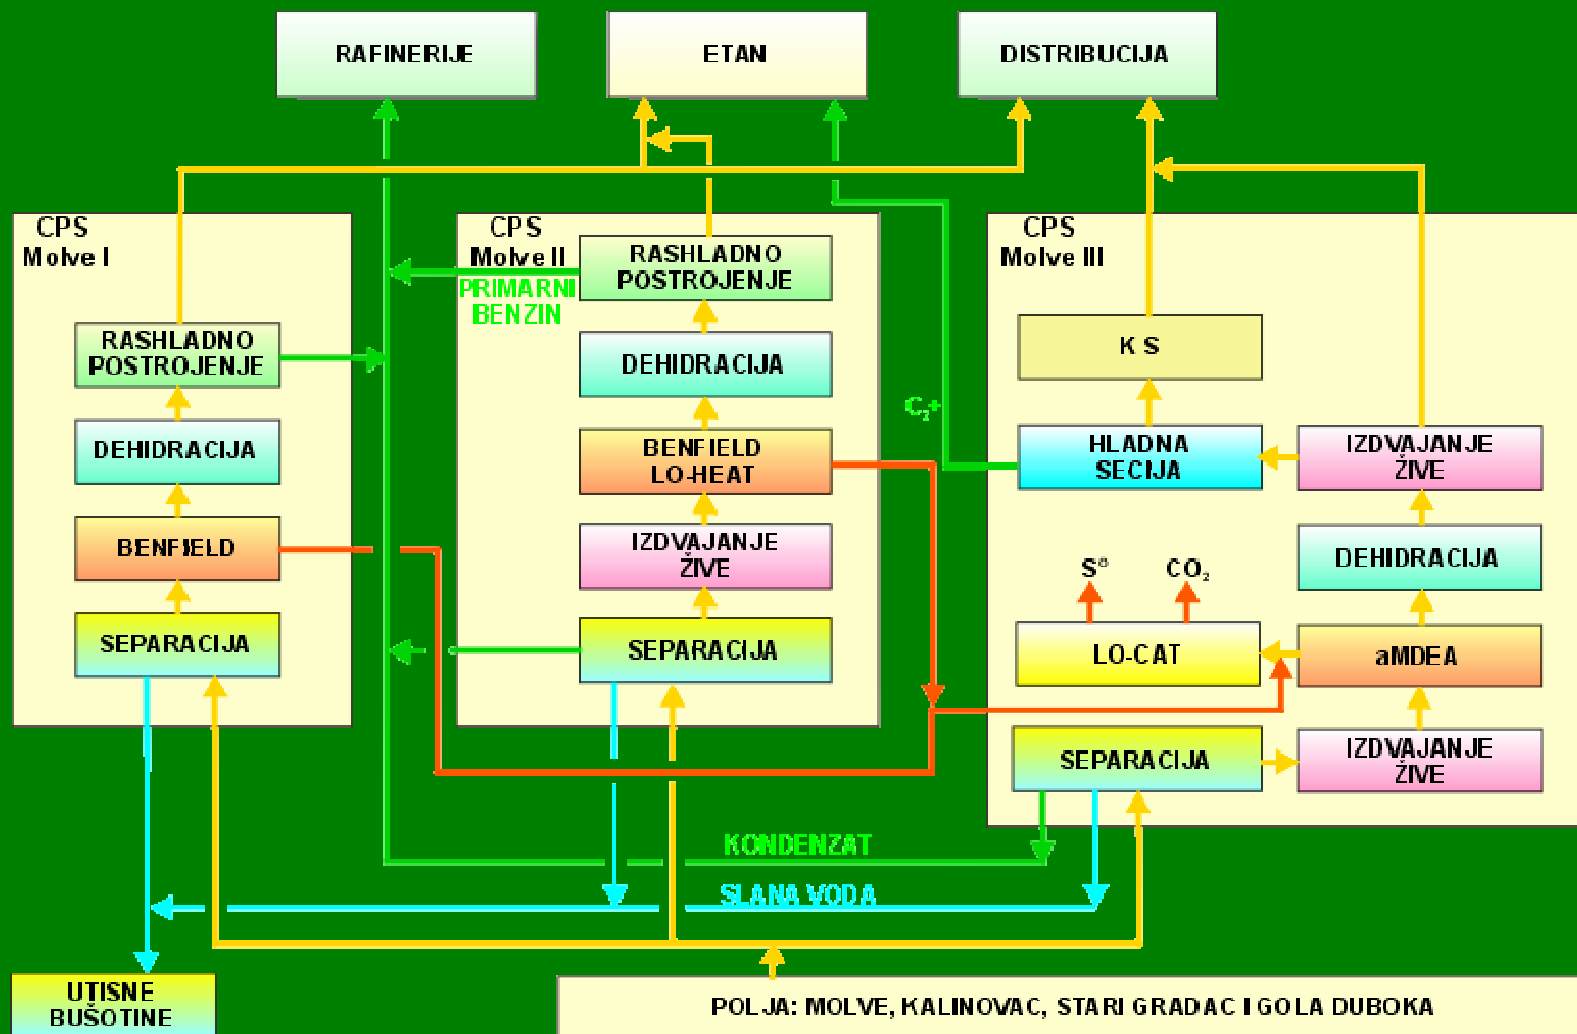 RAFINERIJE
ETAN
DISTRIBUCIJA
CPS
Molve I
RASHLADNO
POSTROJENJE
DEHIDRACIJA
BENFIELD
SEPARACIJA
CPS
Molve II
RASHLADNO
POSTROJENJE
PRIMARNI
BENZIN
DEHIDRACIJA
BENFIELD
LO-HEAT
IZDVAJANJE
ŽIVE
SEPARACIJA
C₂+
CPS
Molve III
K S
HLADNA
SECIJA
IZDVAJANJE
ŽIVE
DEHIDRACIJA
S° CO₂
LO-CAT
aMDEA
SEPARACIJA
IZDVAJANJE
ŽIVE
KONDENZAT
SLANA VODA
UTISNE
BUŠOTINE
POLJA: MOLVE, KALINOVAC, STARI GRADAC I GOLA DUBOKA